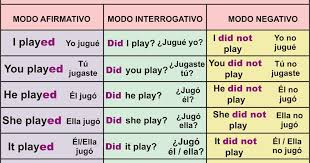 MODO AFIRMATIVO MODO INTERROGATIVO MODO NEGATIVO
I played Yo jugué Did I play? ¿Jugué yo? I did not play Yo no jugué
You played Tú jugaste Did you play? ¿Jugaste tú? You did not play Tú no jugaste
He played Él jugó Did he play? ¿Jugó él? He did not play Él no jugó
She played Ella jugó Did she play? ¿Jugó ella? She did not play Ella no jugó
It played Él/Ella jugó Did it play? ¿Jugó él / ella? It did not play Él / Ella no jugó